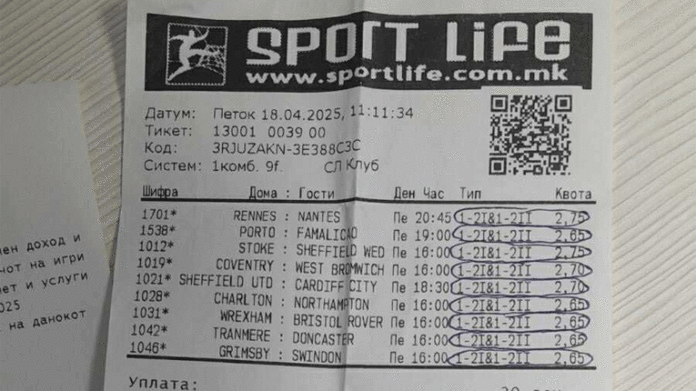 SPORT LIFE
www.sportlife.com.mk
Датум: Петок 18.04.2025, 11:11:34
Тикет: 13001 0039 00
Код: 3RJUZAKN-3E388C3C
Систем: 1комб. 9f. СЛ Клуб
Шифра Дома : Гости Ден Час Тип Квота
1701* RENNES : NANTES Пе 20:45 1-2I&1-2II 2,75
1538* PORTO : FAMALICAO Пе 19:00 1-2I&1-2II 2,65
1012* STOKE : SHEFFIELD WED Пе 16:00 1-2I&1-2II 2,75
1019* COVENTRY : WEST BROMWICH Пе 16:00 1-2I&1-2II 2,70
1021* SHEFFIELD UTD : CARDIFF CITY Пе 18:30 1-2I&1-2II 2,70
1028* CHARLTON : NORTHAMPTON Пе 16:00 1-2I&1-2II 2,65
1031* WREXHAM : BRISTOL ROVER Пе 16:00 1-2I&1-2II 2,65
1042* TRANMERE : DONCASTER Пе 16:00 1-2I&1-2II 2,65
1046* GRIMSBY : SWINDON Пе 16:00 1-2I&1-2II 2,65
Уплата:
ен доход и
чот на игри
ет и услуги
025
на данокот